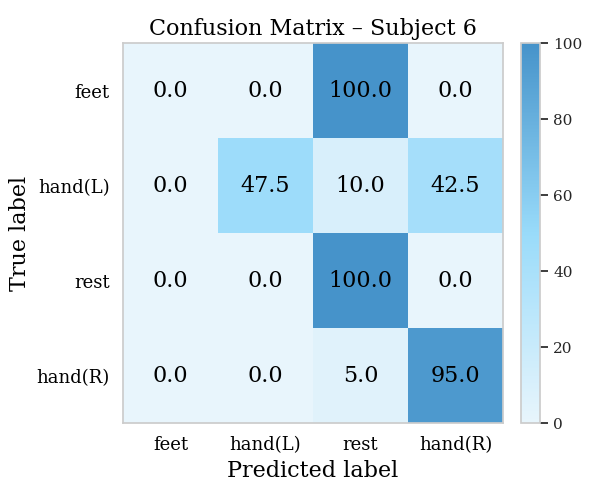 Confusion Matrix – Subject 6
True label
feet 0.0 0.0 100.0 0.0
hand(L) 0.0 47.5 10.0 42.5
rest 0.0 0.0 100.0 0.0
hand(R) 0.0 0.0 5.0 95.0
feet hand(L) rest hand(R)
Predicted label
100
80
60
40
20
0